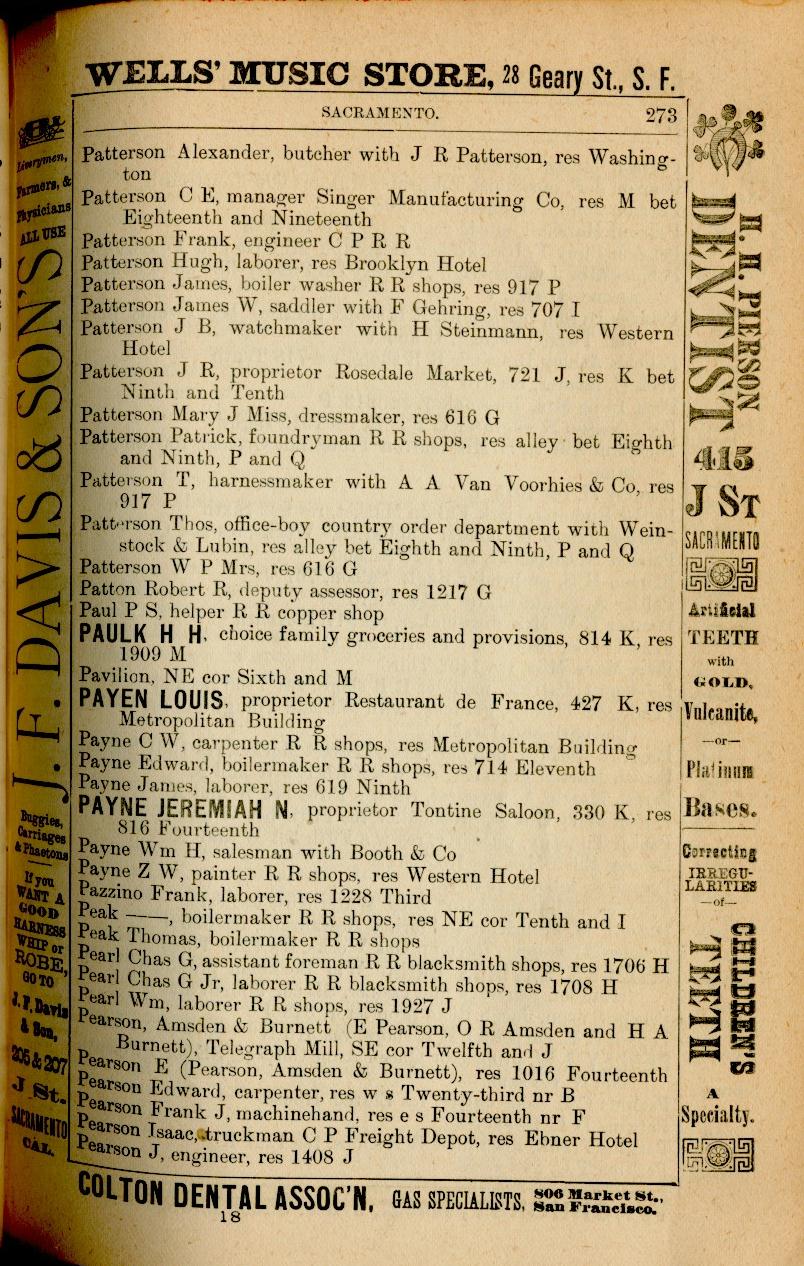 WELLS' MUSIC STORE, 28 Geary St., S. F.
SACRAMENTO. 273
Patterson Alexander, butcher with J R Patterson, res Washing-
ton
Patterson C E, manager Singer Manufacturing Co, res M bet
Eighteenth and Nineteenth
Patterson Frank, engineer C P R R
Patterson Hugh, laborer, res Brooklyn Hotel
Patterson James, boiler washer R R shops, res 917 P
Patterson James W, saddler with F Gehring, res 707 I
Patterson J B, watchmaker with H Steinmann, res Western
Hotel
Patterson J R, proprietor Rosedale Market, 721 J, res K bet
Ninth and Tenth
Patterson Mary J Miss, dressmaker, res 616 G
Patterson Patrick, foundryman R R shops, res alley bet Eighth
and Ninth, P and Q
Patterson T, harnessmaker with A A Van Voorhies & Co, res
917 P
Patterson Thos, office-boy country order department with Wein-
stock & Lubin, res alley bet Eighth and Ninth, P and Q
Patterson W P Mrs, res 616 G
Patton Robert R, deputy assessor, res 1217 G
Paul P S, helper R R copper shop
PAULK H H, choice family groceries and provisions, 814 K, res
1909 M
Pavilion, NE cor Sixth and M
PAYEN LOUIS, proprietor Restaurant de France, 427 K, res
Metropolitan Building
Payne C W, carpenter R R shops, res Metropolitan Building
Payne Edward, boilermaker R R shops, res 714 Eleventh
Payne James, laborer, res 619 Ninth
PAYNE JEREMIAH N, proprietor Tontine Saloon, 330 K, res
816 Fourteenth
Payne Wm H, salesman with Booth & Co
Payne Z W, painter R R shops, res Western Hotel
Pazzino Frank, laborer, res 1228 Third
Peak ——, boilermaker R R shops, res NE cor Tenth and I
Peak Thomas, boilermaker R R shops
Pearl Chas G, assistant foreman R R blacksmith shops, res 1706 H
Pearl Chas G Jr, laborer R R blacksmith shops, res 1708 H
Pearl Wm, laborer R R shops, res 1927 J
Pearson, Amsden & Burnett (E Pearson, O R Amsden and H A
Burnett), Telegraph Mill, SE cor Twelfth and J
Pearson E (Pearson, Amsden & Burnett), res 1016 Fourteenth
Pearson Edward, carpenter, res w s Twenty-third nr B
Pearson Frank J, machinehand, res e s Fourteenth nr F
Pearson Isaac, truckman C P Freight Depot, res Ebner Hotel
Pearson J, engineer, res 1408 J
COLTON DENTAL ASSOC'N, GAS SPECIALISTS, 806 Market St.,
San Francisco.
18
Liverymen,
Farmers, &
Physicians
ALL USE
J. F. DAVIS & SON'S
Buggies,
Carriages
& Phaetons
If you
WANT A
GOOD
HARNESS
WHIP or
ROBE,
GO TO
J. F. Davis
& Son,
205 & 207
J St.
SACRAMENTO
CAL.
H. H. PIERSON
DENTIST,
415
J ST
SACRAMENTO
Artificial
TEETH
with
GOLD,
Vulcanite,
—or—
Platinum
Bases.
Correcting
IRREGU-
LARITIES
—of—
CHILDREN'S
TEETH
A
Specialty.